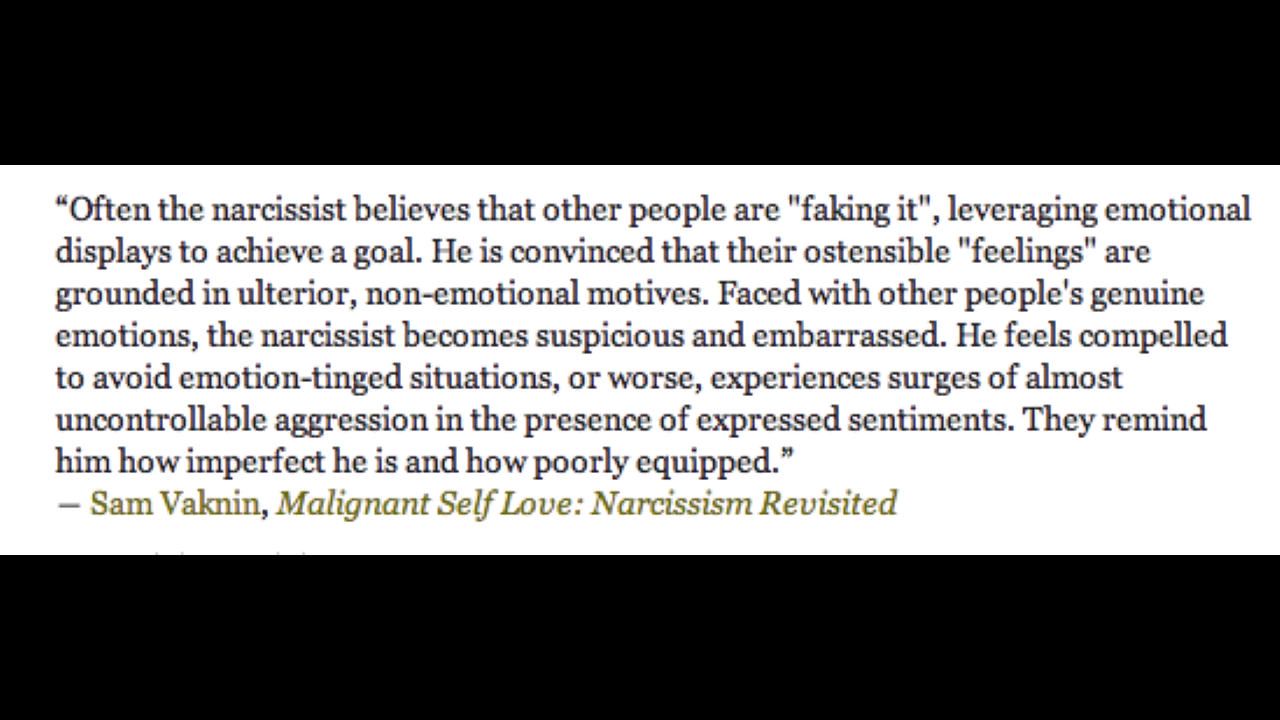 “Often the narcissist believes that other people are "faking it", leveraging emotional
displays to achieve a goal. He is convinced that their ostensible "feelings" are
grounded in ulterior, non-emotional motives. Faced with other people's genuine
emotions, the narcissist becomes suspicious and embarrassed. He feels compelled
to avoid emotion-tinged situations, or worse, experiences surges of almost
uncontrollable aggression in the presence of expressed sentiments. They remind
him how imperfect he is and how poorly equipped.”
— Sam Vaknin, Malignant Self Love: Narcissism Revisited